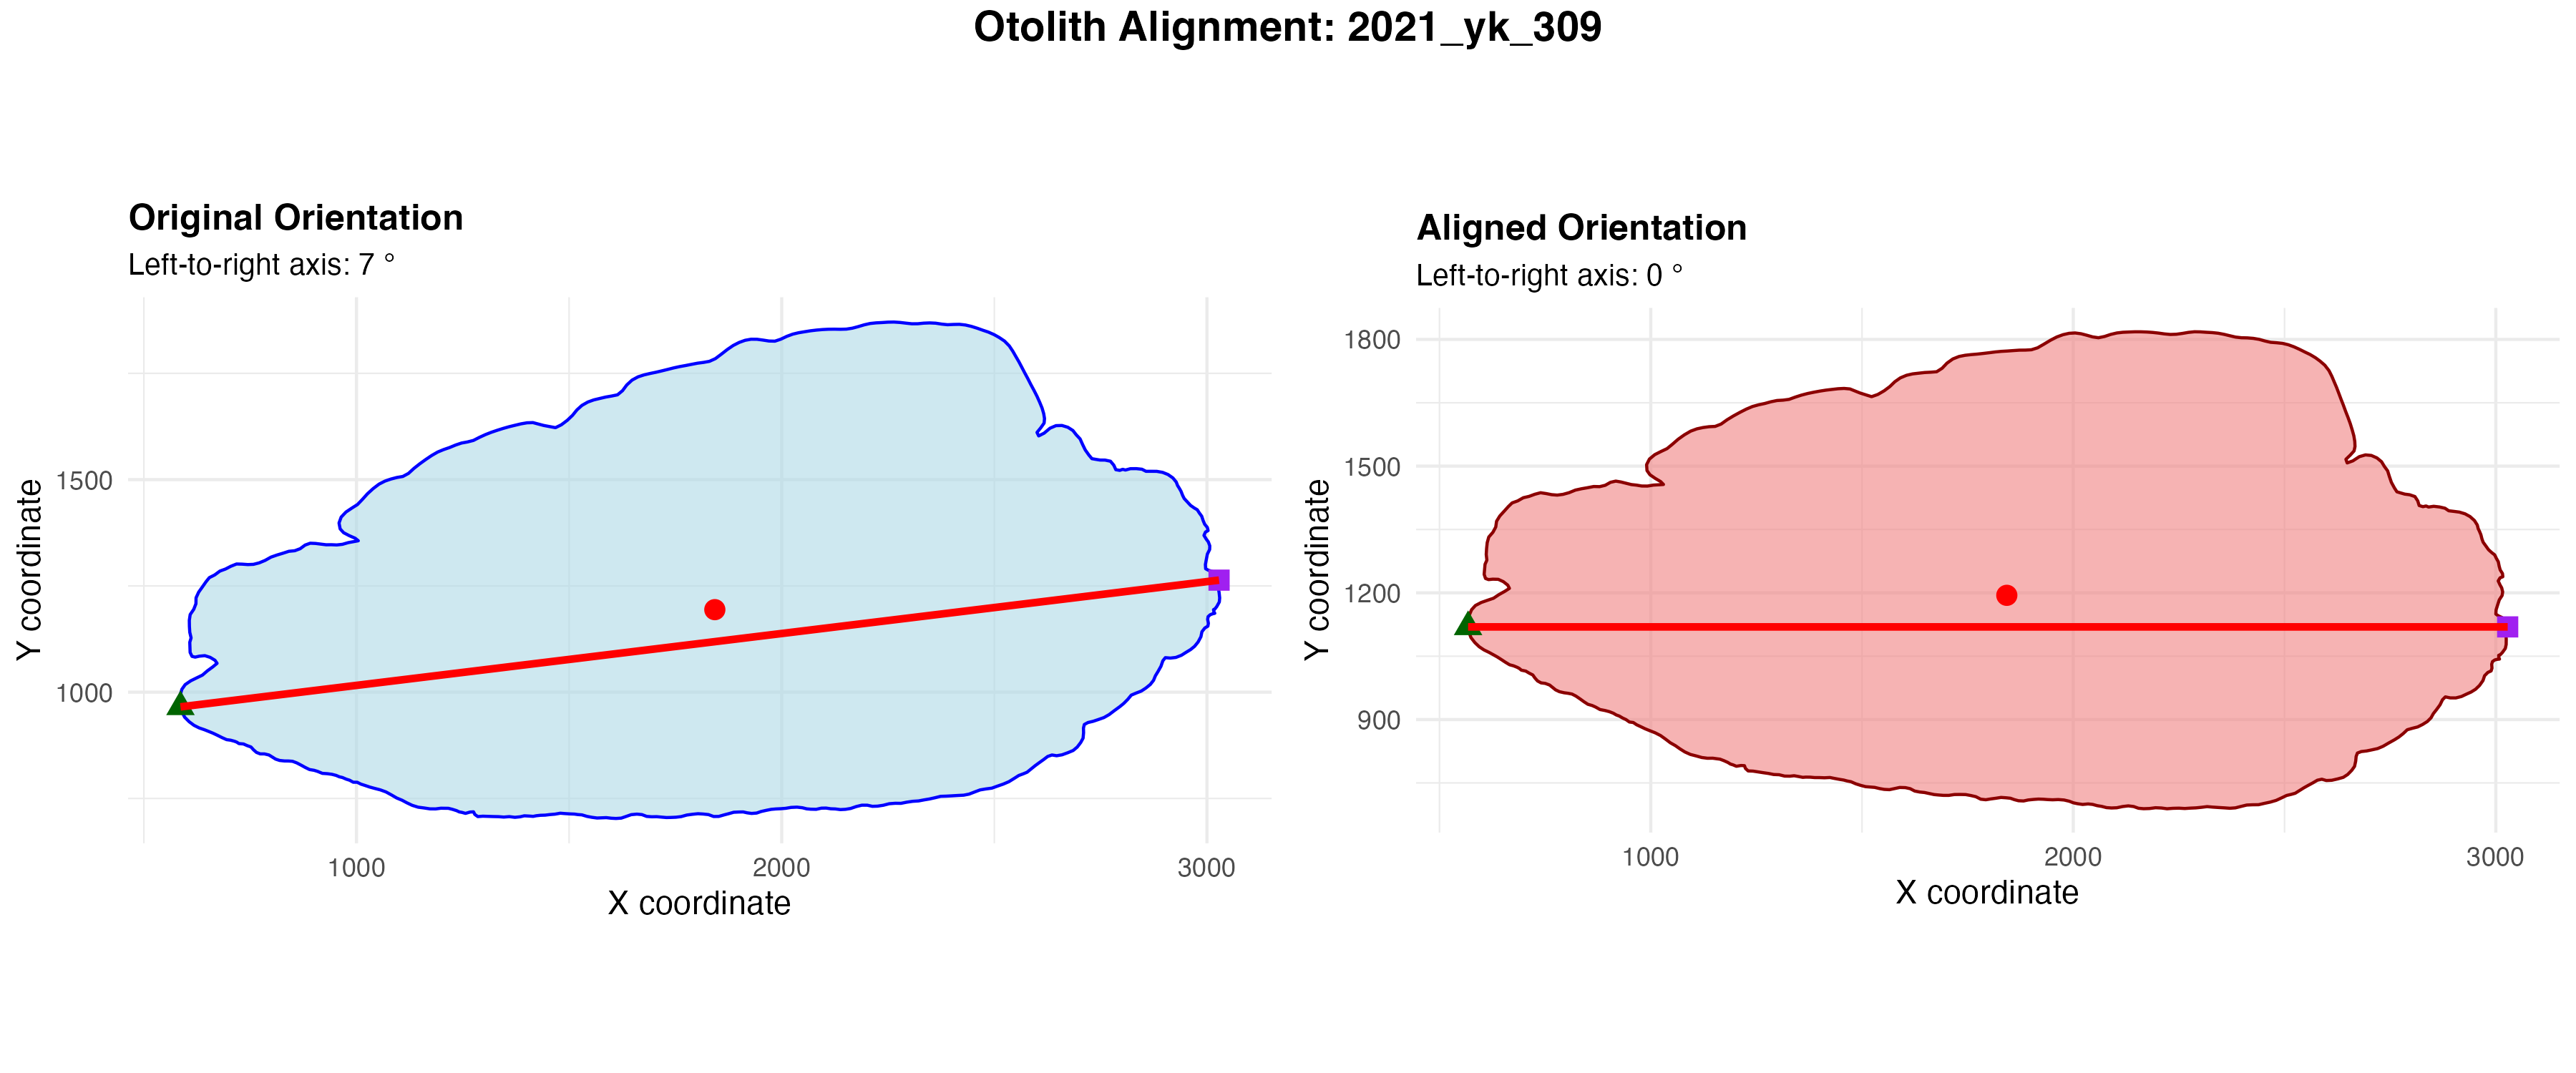 Otolith Alignment: 2021_yk_309
Original Orientation
Left-to-right axis: 7 °
Y coordinate
1500
1000
1000
2000
3000
X coordinate
Aligned Orientation
Left-to-right axis: 0 °
Y coordinate
1800
1500
1200
900
1000
2000
3000
X coordinate